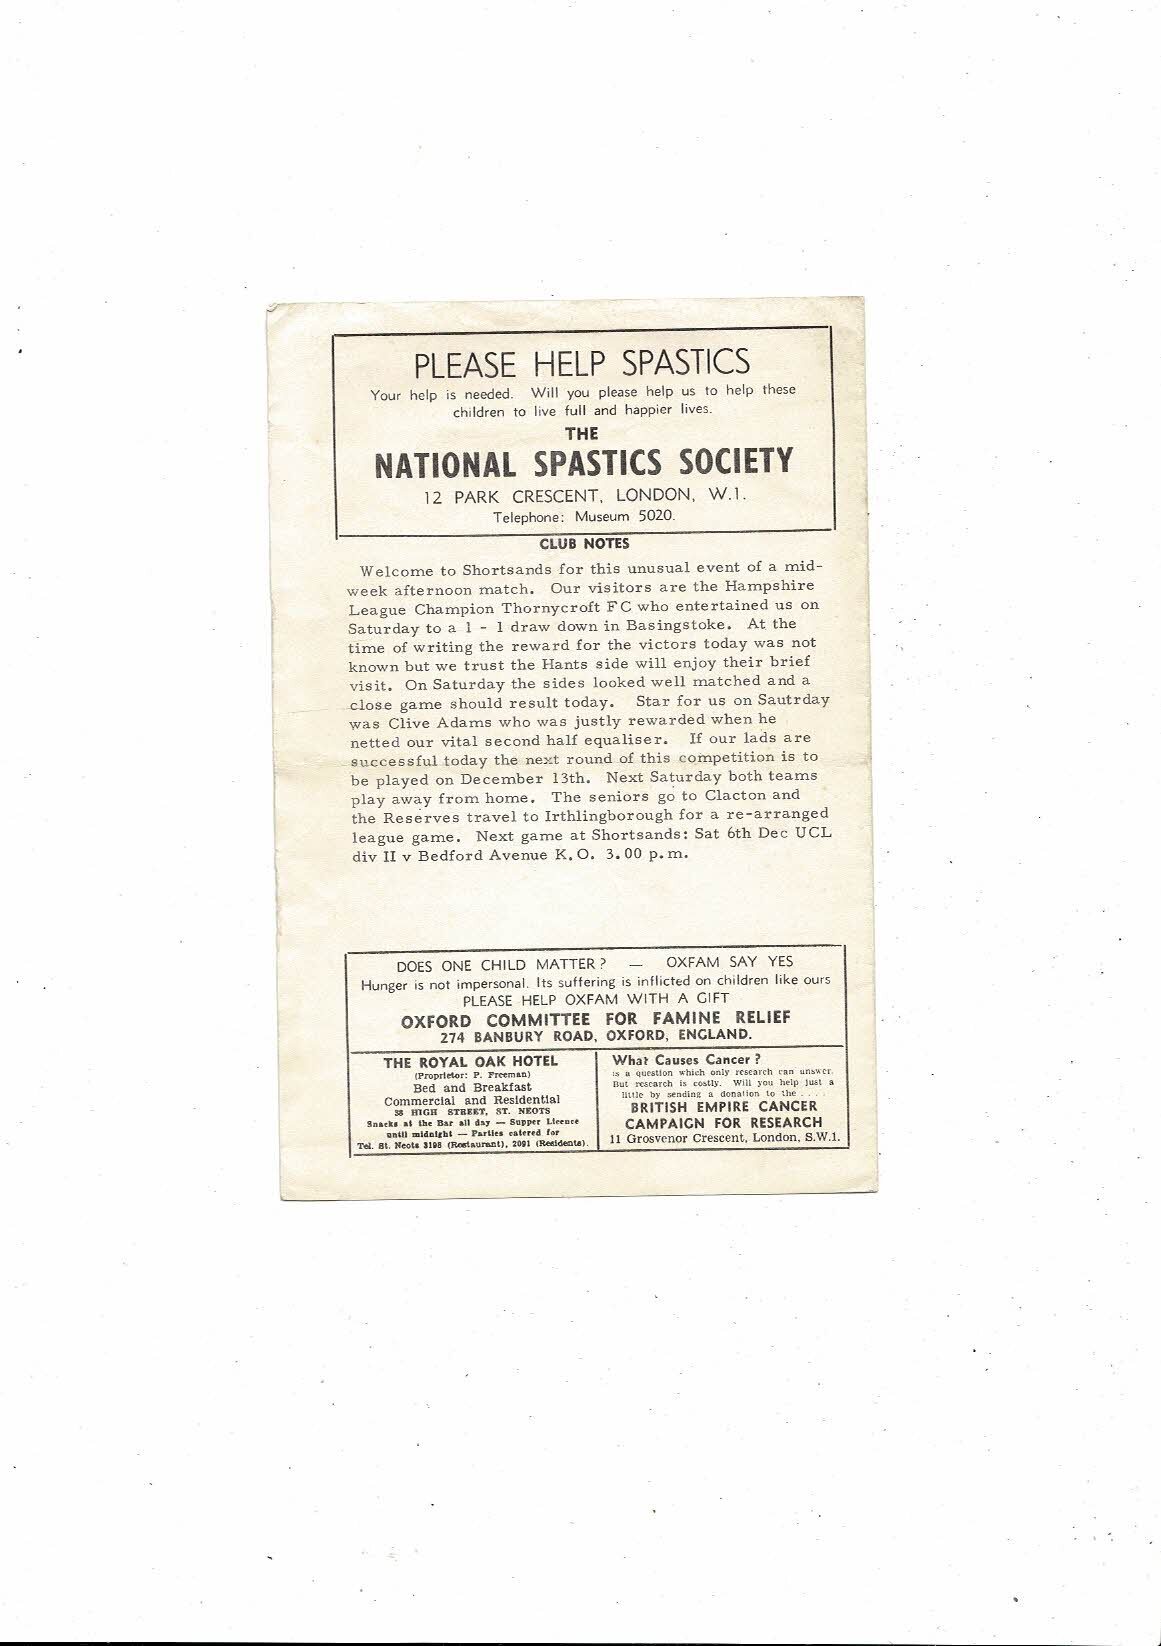 PLEASE HELP SPASTICS
Your help is needed. Will you please help us to help these
children to live full and happier lives.
THE
NATIONAL SPASTICS SOCIETY
12 PARK CRESCENT, LONDON, W.1.
Telephone: Museum 5020.
CLUB NOTES
Welcome to Shortsands for this unusual event of a mid-
week afternoon match. Our visitors are the Hampshire
League Champion Thornycroft FC who entertained us on
Saturday to a 1 - 1 draw down in Basingstoke. At the
time of writing the reward for the victors today was not
known but we trust the Hants side will enjoy their brief
visit. On Saturday the sides looked well matched and a
close game should result today. Star for us on Sautrday
was Clive Adams who was justly rewarded when he
netted our vital second half equaliser. If our lads are
successful today the next round of this competition is to
be played on December 13th. Next Saturday both teams
play away from home. The seniors go to Clacton and
the Reserves travel to Irthlingborough for a re-arranged
league game. Next game at Shortsands: Sat 6th Dec UCL
div II v Bedford Avenue K.O. 3.00 p.m.
DOES ONE CHILD MATTER? — OXFAM SAY YES
Hunger is not impersonal. Its suffering is inflicted on children like ours
PLEASE HELP OXFAM WITH A GIFT
OXFORD COMMITTEE FOR FAMINE RELIEF
274 BANBURY ROAD, OXFORD, ENGLAND.
THE ROYAL OAK HOTEL
(Proprietor: P. Freeman)
Bed and Breakfast
Commercial and Residential
38 HIGH STREET, ST. NEOTS
Snacks at the Bar all day — Supper Licence
until midnight — Parties catered for
Tel. St. Neots 3198 (Restaurant), 2091 (Residents).
What Causes Cancer?
is a question which only research can answer.
But research is costly. Will you help just a
little by sending a donation to the ....
BRITISH EMPIRE CANCER
CAMPAIGN FOR RESEARCH
11 Grosvenor Crescent, London, S.W.1.